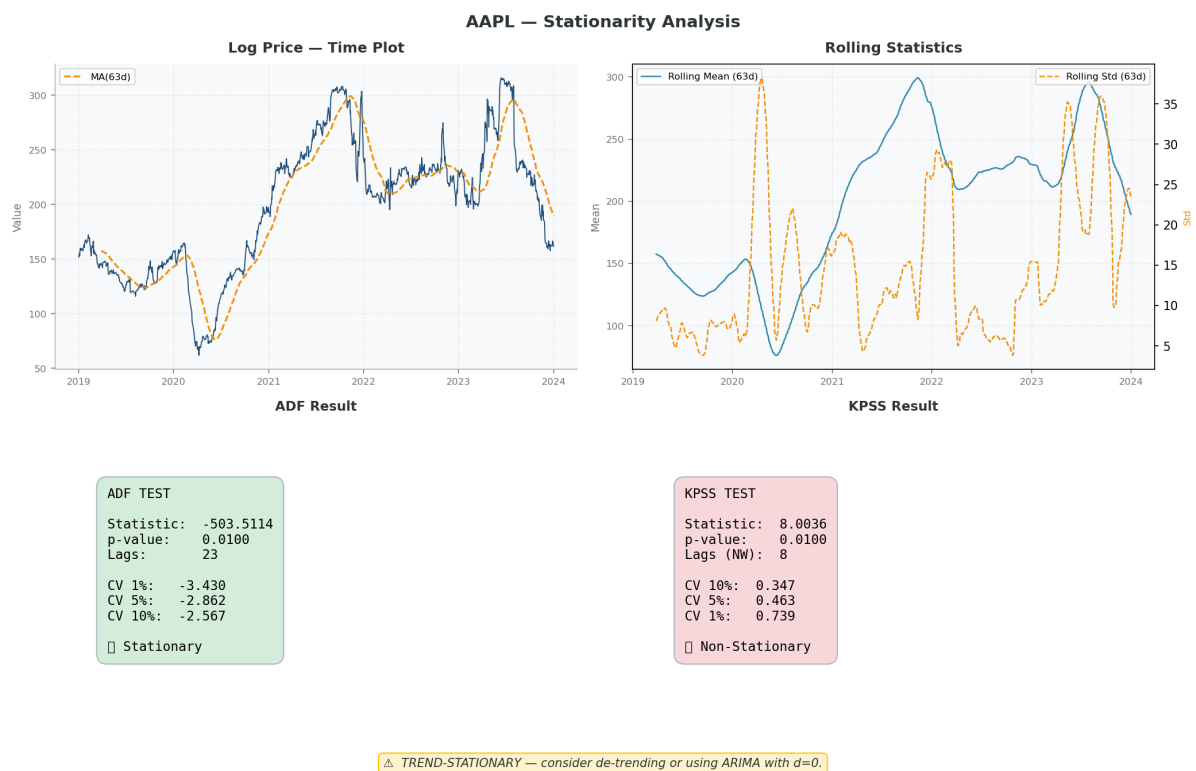 AAPL — Stationarity Analysis
Log Price — Time Plot
MA(63d)
Value
300
250
200
150
100
50
2019
2020
2021
2022
2023
2024
Rolling Statistics
Rolling Mean (63d)
Rolling Std (63d)
Mean
300
250
200
150
100
35
30
25
20
15
10
5
Std
2019
2020
2021
2022
2023
2024
ADF Result
ADF TEST
Statistic: -503.5114
p-value: 0.0100
Lags: 23
CV 1%: -3.430
CV 5%: -2.862
CV 10%: -2.567
Stationary
KPSS Result
KPSS TEST
Statistic: 8.0036
p-value: 0.0100
Lags (NW): 8
CV 10%: 0.347
CV 5%: 0.463
CV 1%: 0.739
Non-Stationary
⚠ TREND-STATIONARY — consider de-trending or using ARIMA with d=0.